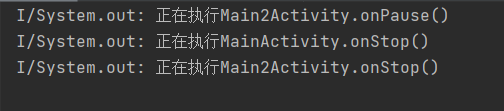 I/System.out: 正在执行Main2Activity.onPause()
I/System.out: 正在执行MainActivity.onStop()
I/System.out: 正在执行Main2Activity.onStop()